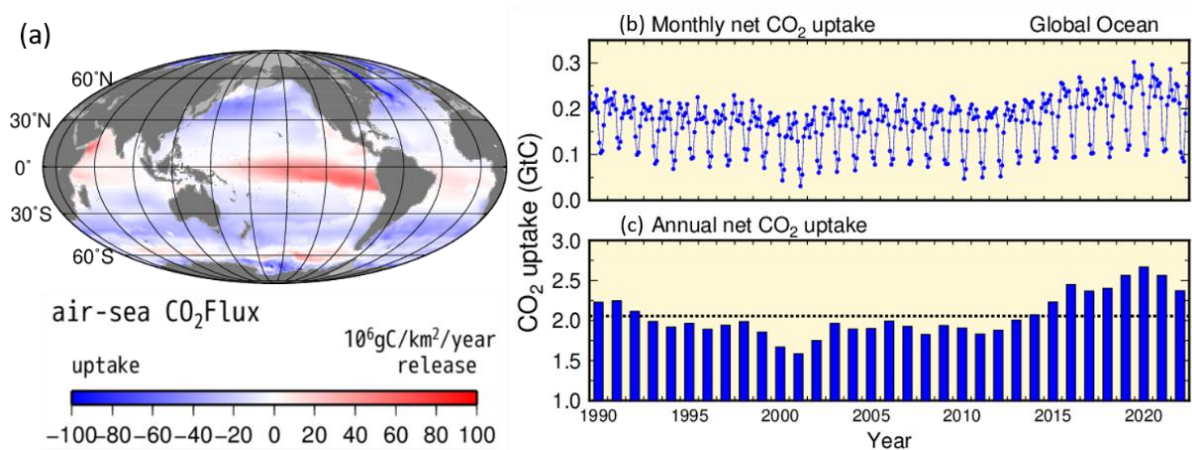 (a)
60˚N
30˚N
0˚
30˚S
60˚S
air-sea CO₂Flux
10⁶gC/km²/year
uptake release
−100 −80 −60 −40 −20 0 20 40 60 80 100
(b) Monthly net CO₂ uptake Global Ocean
0.3
0.2
0.1
0.0
CO₂ uptake (GtC)
(c) Annual net CO₂ uptake
3.0
2.5
2.0
1.5
1.0
1990 1995 2000 2005 2010 2015 2020
Year